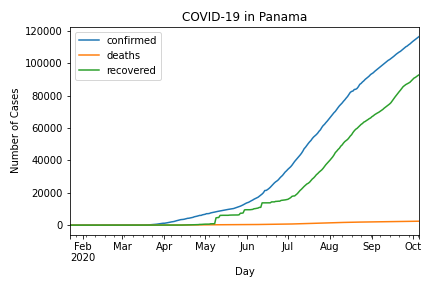 COVID-19 in Panama
confirmed
deaths
recovered
Number of Cases
120000
100000
80000
60000
40000
20000
0
Feb Mar Apr May Jun Jul Aug Sep Oct
2020
Day